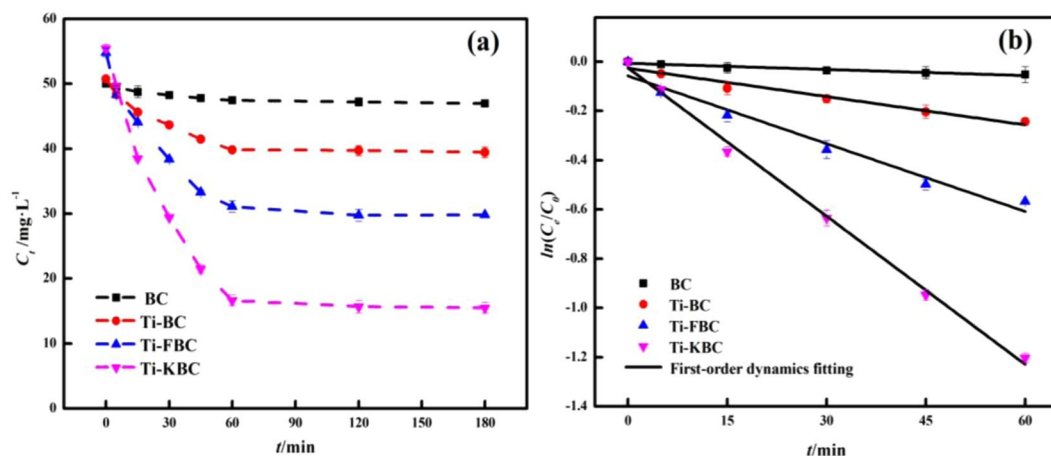 (a)
60
50
40
30
20
10
0
C_t /mg·L⁻¹
BC
Ti-BC
Ti-FBC
Ti-KBC
0 30 60 90 120 150 180
t/min
(b)
0.0
-0.2
-0.4
-0.6
-0.8
-1.0
-1.2
-1.4
ln(C_e/C_0)
BC
Ti-BC
Ti-FBC
Ti-KBC
First-order dynamics fitting
0 15 30 45 60
t/min